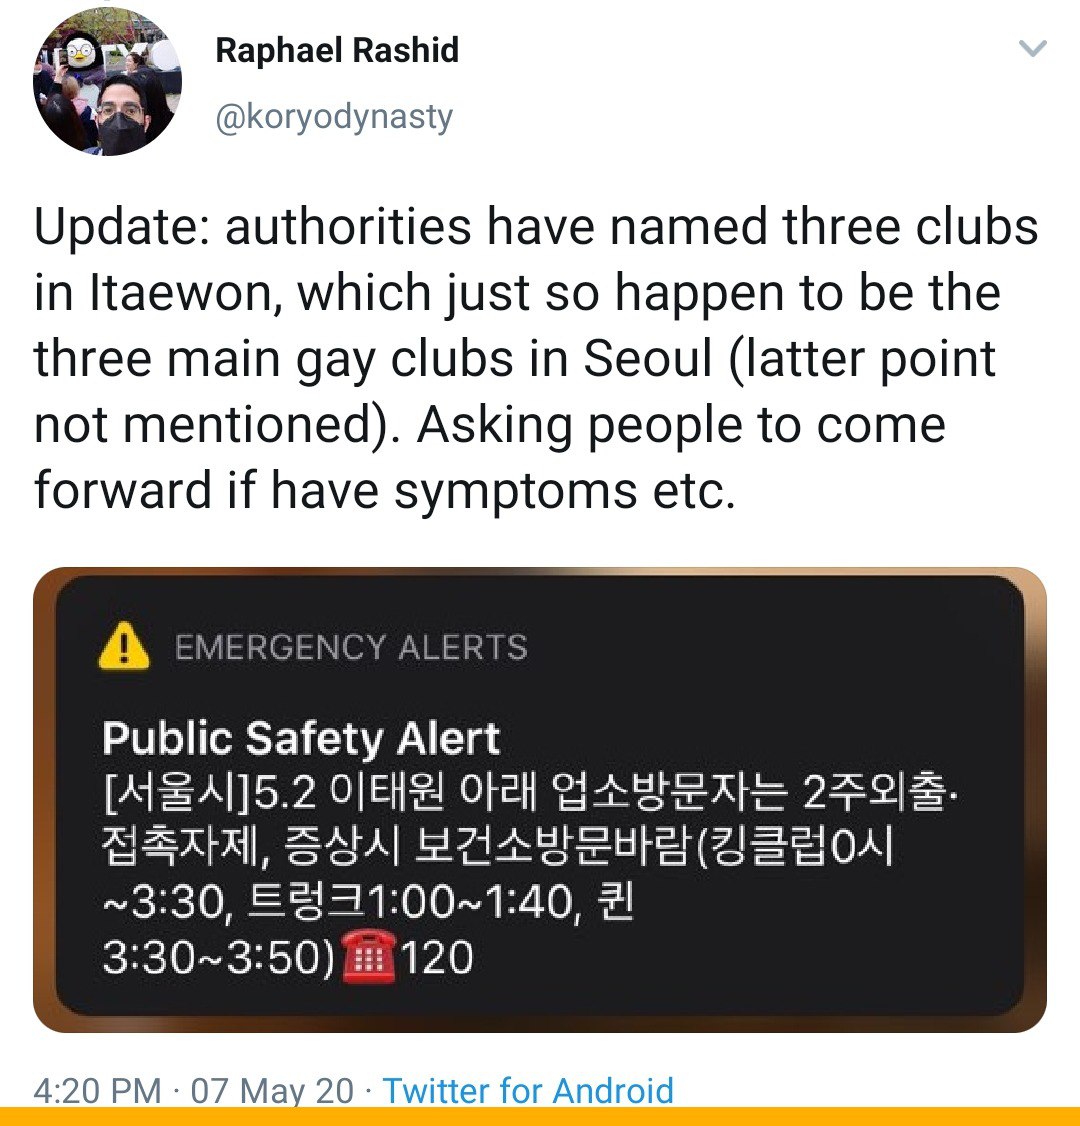 Raphael Rashid
@koryodynasty
Update: authorities have named three clubs
in Itaewon, which just so happen to be the
three main gay clubs in Seoul (latter point
not mentioned). Asking people to come
forward if have symptoms etc.
EMERGENCY ALERTS
Public Safety Alert
[서울시]5.2 이태원 아래 업소방문자는 2주외출·
접촉자제, 증상시 보건소방문바람(킹클럽0시
~3:30, 트렁크1:00~1:40, 퀸
3:30~3:50)☎120
4:20 PM · 07 May 20 · Twitter for Android